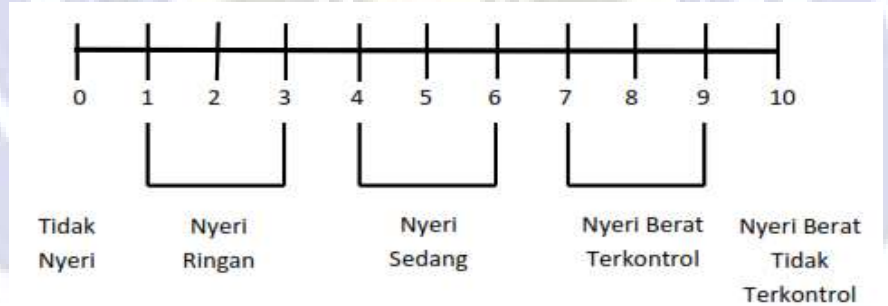 0 1 2 3 4 5 6 7 8 9 10
Tidak Nyeri Nyeri Nyeri Berat Nyeri Berat
Nyeri Ringan Sedang Terkontrol Tidak
Terkontrol